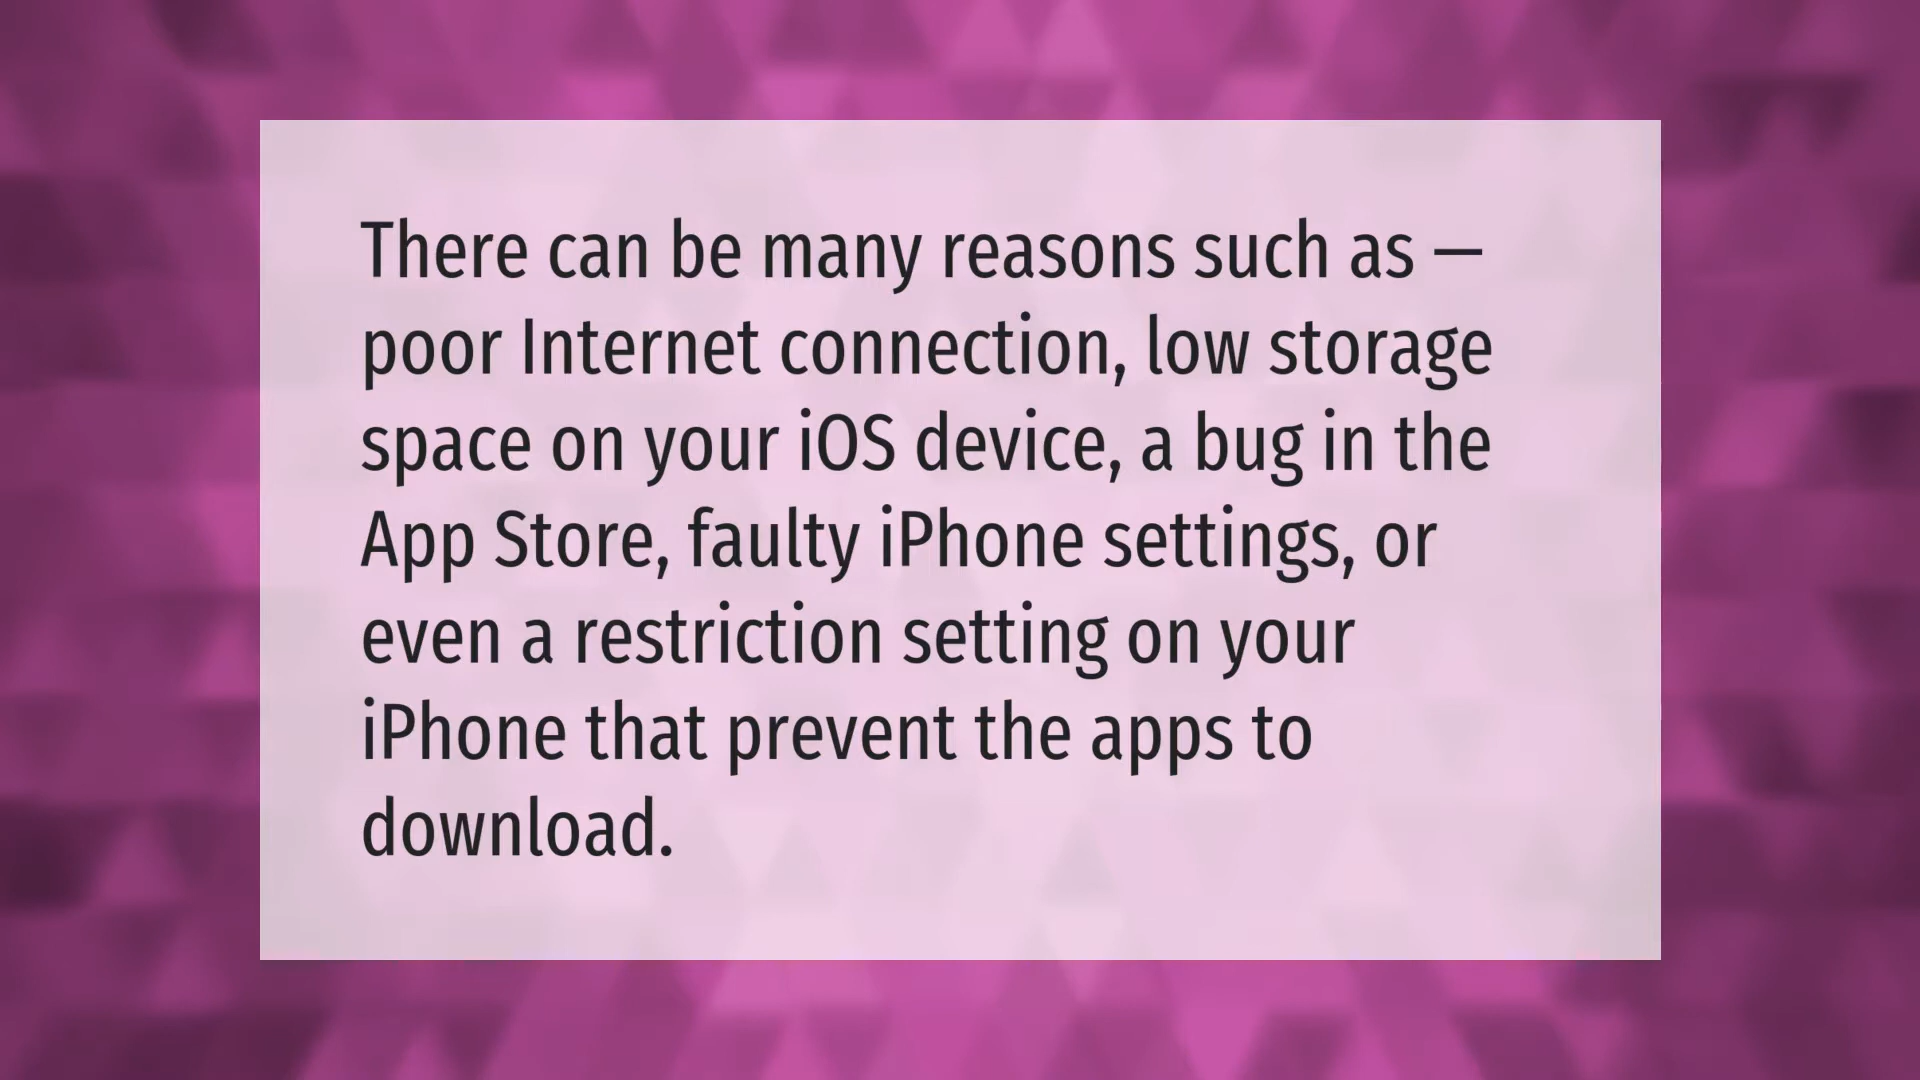 There can be many reasons such as —
poor Internet connection, low storage
space on your iOS device, a bug in the
App Store, faulty iPhone settings, or
even a restriction setting on your
iPhone that prevent the apps to
download.